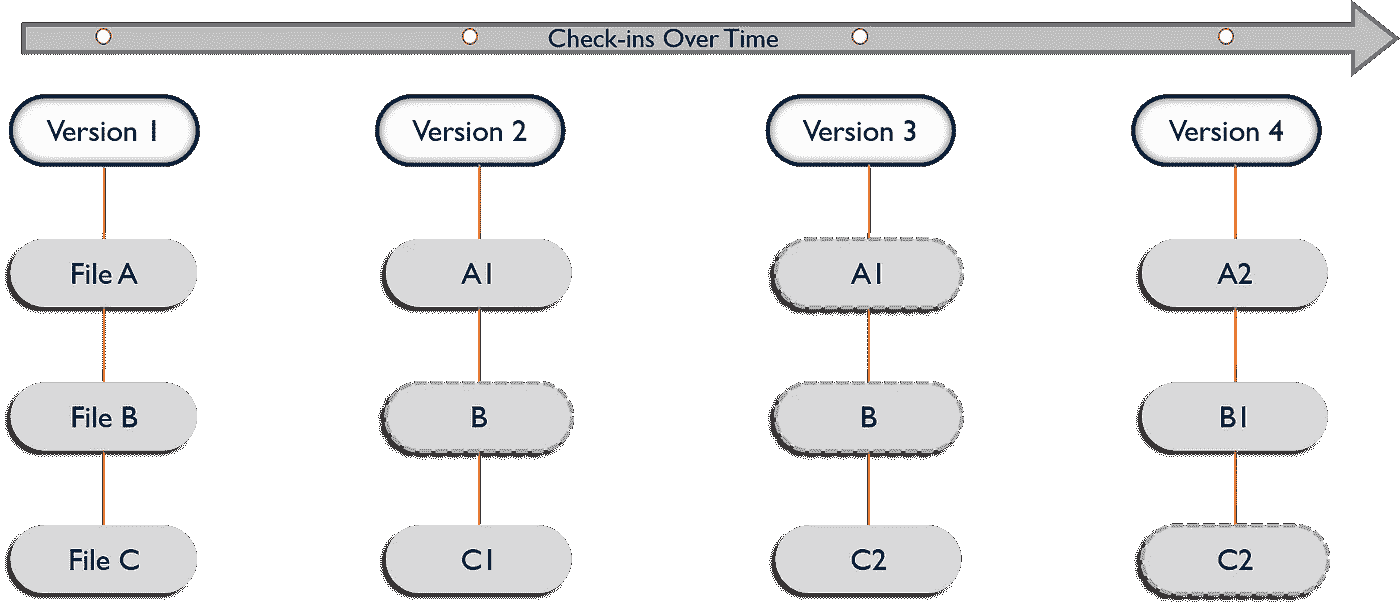 Check-ins Over Time
Version 1
Version 2
Version 3
Version 4
File A
A1
A1
A2
File B
B
B
B1
File C
C1
C2
C2